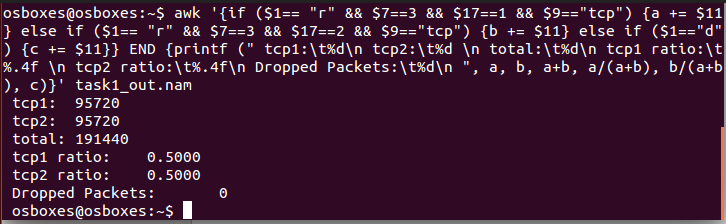 osboxes@osboxes:~$ awk '{if ($1== "r" && $7==3 && $17==1 && $9=="tcp") {a += $11
} else if ($1== "r" && $7==3 && $17==2 && $9=="tcp") {b += $11} else if ($1=="d"
) {c += $11}} END {printf (" tcp1:\t%d\n tcp2:\t%d \n total:\t%d\n tcp1 ratio:\t
%.4f \n tcp2 ratio:\t%.4f\n Dropped Packets:\t%d\n ", a, b, a+b, a/(a+b), b/(a+b
), c)}' task1_out.nam
tcp1:  95720
tcp2:  95720
total: 191440
tcp1 ratio:    0.5000
tcp2 ratio:    0.5000
Dropped Packets:       0
osboxes@osboxes:~$